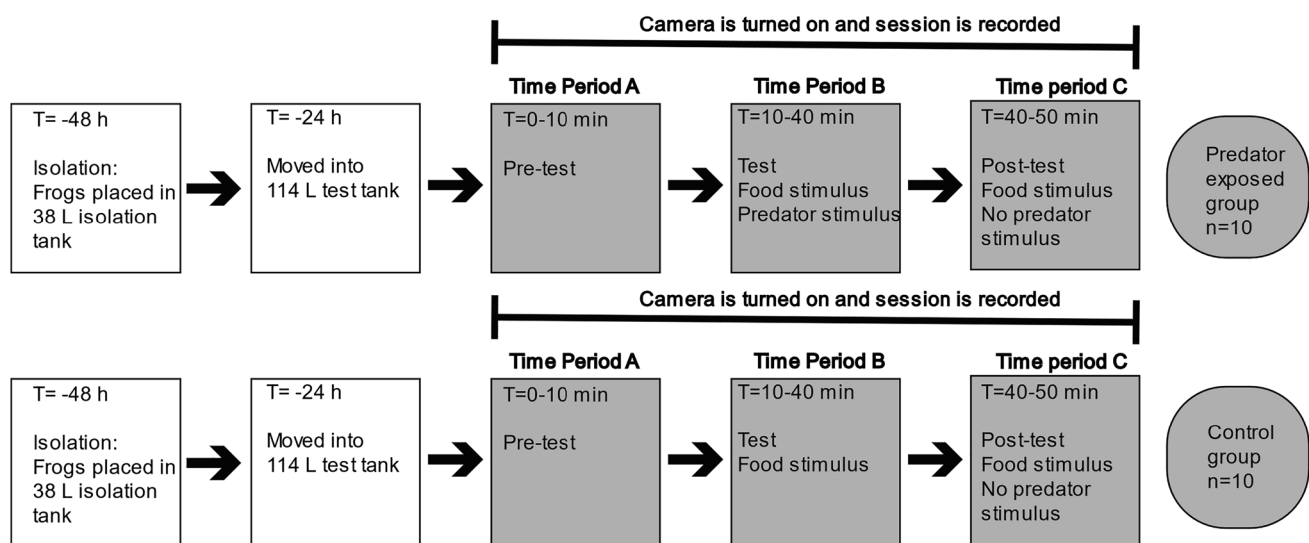 Camera is turned on and session is recorded
Time Period A
Time Period B
Time period C
T= -48 h
Isolation:
Frogs placed in
38 L isolation
tank
T= -24 h
Moved into
114 L test tank
T=0-10 min
Pre-test
T=10-40 min
Test
Food stimulus
Predator stimulus
T=40-50 min
Post-test
Food stimulus
No predator
stimulus
Predator
exposed
group
n=10
Camera is turned on and session is recorded
Time Period A
Time Period B
Time period C
T= -48 h
Isolation:
Frogs placed in
38 L isolation
tank
T= -24 h
Moved into
114 L test tank
T=0-10 min
Pre-test
T=10-40 min
Test
Food stimulus
T=40-50 min
Post-test
Food stimulus
No predator
stimulus
Control
group
n=10